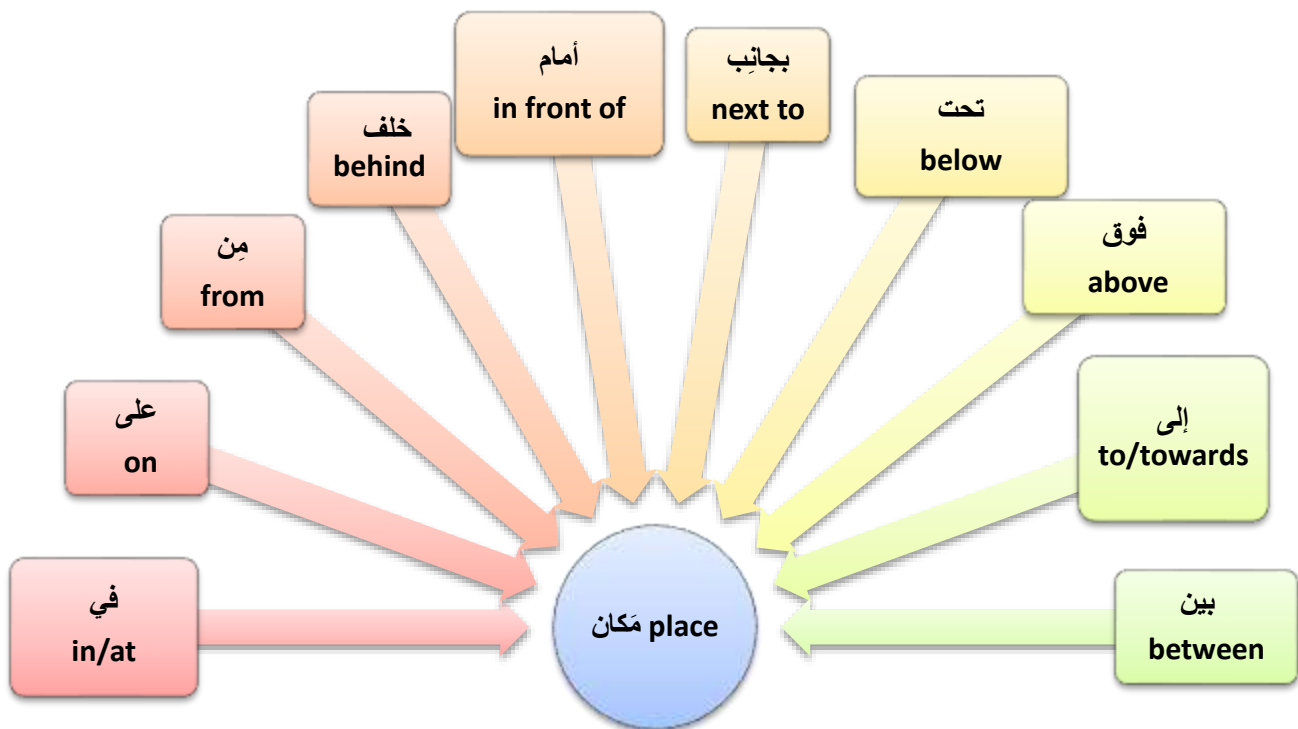 أمام
in front of
بجانِب
next to
تحت
below
خلف
behind
فوق
above
مِن
from
إلى
to/towards
على
on
في
in/at
مَكان place
بين
between